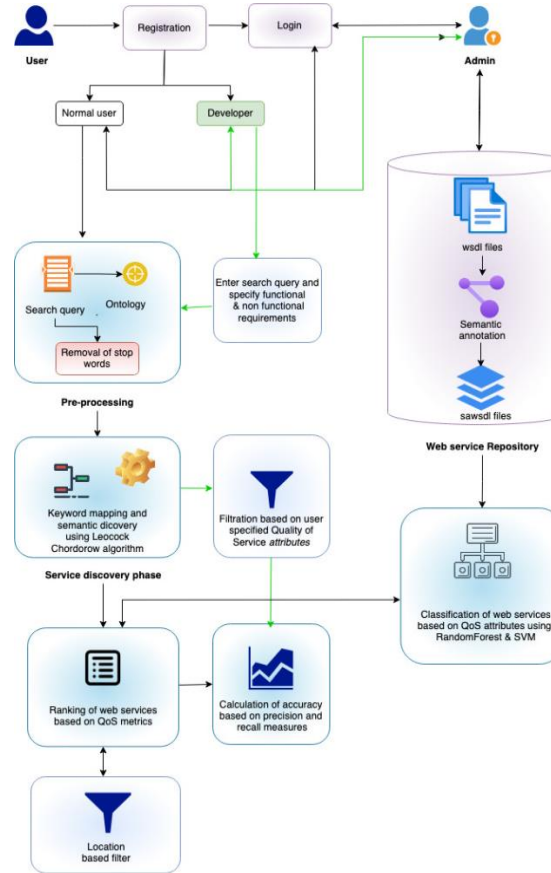 Registration
Login
User
Admin
Normal user
Developer
wsdl files
Search query
Ontology
Removal of stop
words
Enter search query and
specify functional
& non functional
requirements
Semantic
annotation
sawsdl files
Pre-processing
Web service Repository
Keyword mapping and
semantic dicovery
using Leocock
Chordorow algorithm
Filtration based on user
specified Quality of
Service attributes
Service discovery phase
Classification of web services
based on QoS attributes using
RandomForest & SVM
Ranking of web services
based on QoS metrics
Calculation of accuracy
based on precision and
recall measures
Location
based filter